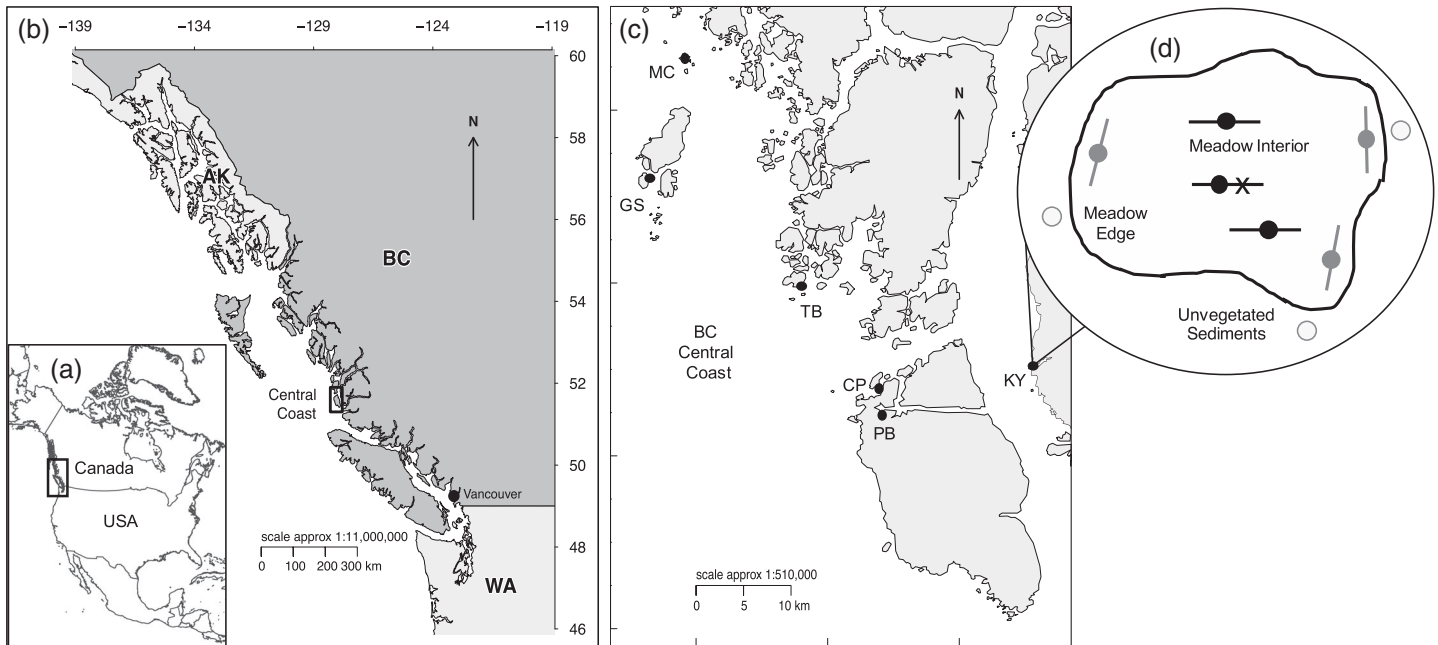 (b)
−139
−134
−129
−124
−119
60
58
56
54
52
50
48
46
N
AK
BC
Central
Coast
Vancouver
scale approx 1:11,000,000
0 100 200 300 km
WA
(a)
Canada
USA
(c)
MC
GS
N
TB
BC
Central
Coast
CP
PB
KY
scale approx 1:510,000
0 5 10 km
(d)
Meadow Interior
X
Meadow
Edge
Unvegetated
Sediments